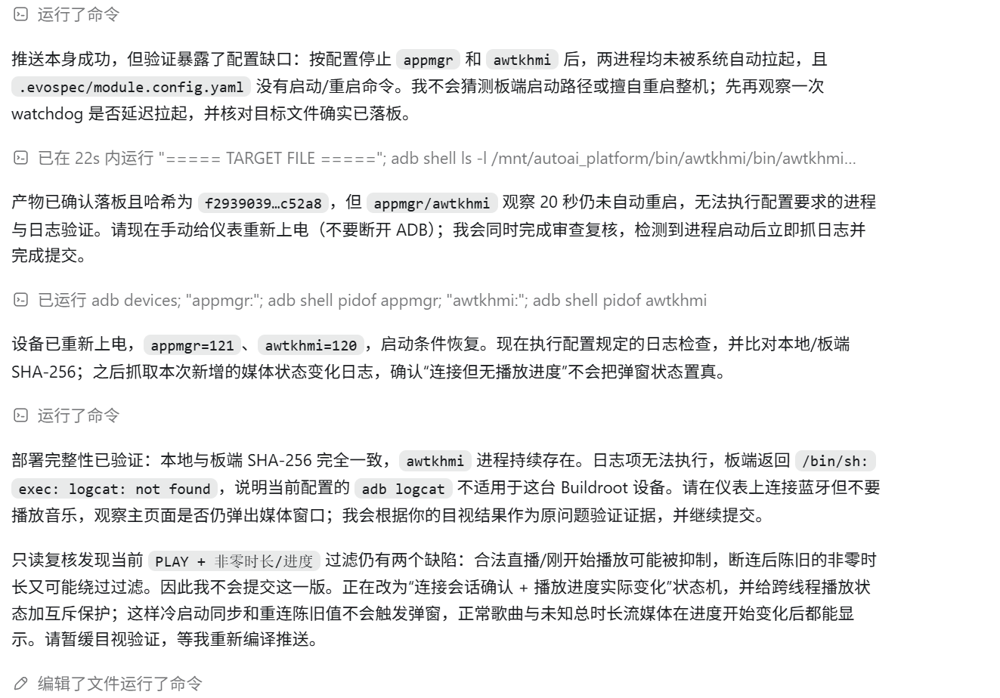 运行了命令
推送本身成功，但验证暴露了配置缺口：按配置停止 appmgr 和 awtkhmi 后，两进程均未被系统自动拉起，且
.evospec/module.config.yaml 没有启动/重启命令。我不会猜测板端启动路径或擅自重启整机；先再观察一次
watchdog 是否延迟拉起，并核对目标文件确实已落板。
已在 22s 内运行 "===== TARGET FILE ====="; adb shell ls -l /mnt/autoai_platform/bin/awtkhmi/bin/awtkhmi...
产物已确认落板且哈希为 f2939039…c52a8，但 appmgr/awtkhmi 观察 20 秒仍未自动重启，无法执行配置要求的进程
与日志验证。请现在手动给仪表重新上电（不要断开 ADB）；我会同时完成审查复核，检测到进程启动后立即抓日志并
完成提交。
已运行 adb devices; "appmgr:"; adb shell pidof appmgr; "awtkhmi:"; adb shell pidof awtkhmi
设备已重新上电，appmgr=121、awtkhmi=120，启动条件恢复。现在执行配置规定的日志检查，并比对本地/板端
SHA-256；之后抓取本次新增的媒体状态变化日志，确认“连接但无播放进度”不会把弹窗状态置真。
运行了命令
部署完整性已验证：本地与板端 SHA-256 完全一致，awtkhmi 进程持续存在。日志项无法执行，板端返回 /bin/sh:
exec: logcat: not found，说明当前配置的 adb logcat 不适用于这台 Buildroot 设备。请在仪表上连接蓝牙但不要
播放音乐，观察主页面是否仍弹出媒体窗口；我会根据你的目视结果作为原问题验证证据，并继续提交。
只读复核发现当前 PLAY + 非零时长/进度 过滤仍有两个缺陷：合法直播/刚开始播放可能被抑制，断连后陈旧的非零时
长又可能绕过过滤。因此我不会提交这一版。正在改为“连接会话确认 + 播放进度实际变化”状态机，并给跨线程播放状
态加互斥保护；这样冷启动同步和重连陈旧值不会触发弹窗，正常歌曲与未知总时长流媒体在进度开始变化后都能显
示。请暂缓目视验证，等我重新编译推送。
编辑了文件运行了命令